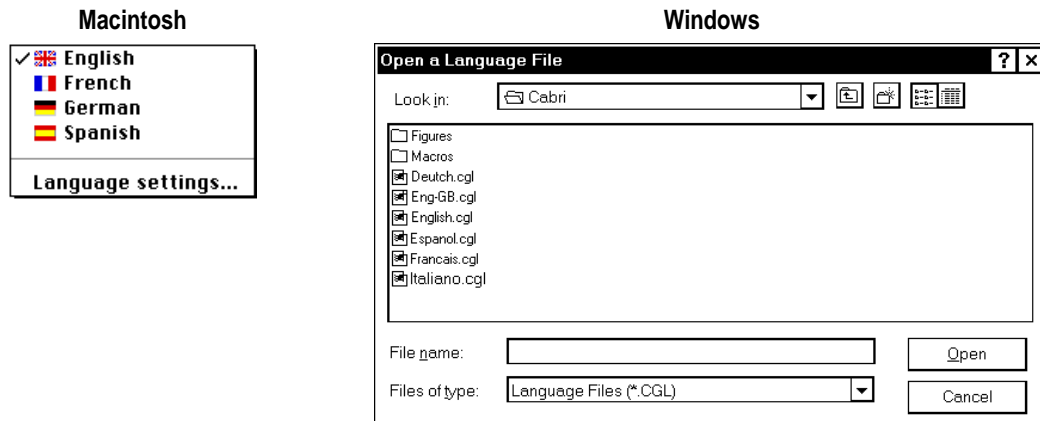 Macintosh
English
French
German
Spanish
Language settings...
Windows
Open a Language File
Look in: Cabri
Figures
Macros
Deutch.cgl
Eng-GB.cgl
English.cgl
Espanol.cgl
Francais.cgl
Italiano.cgl
File name: Open
Files of type: Language Files (*.CGL) Cancel